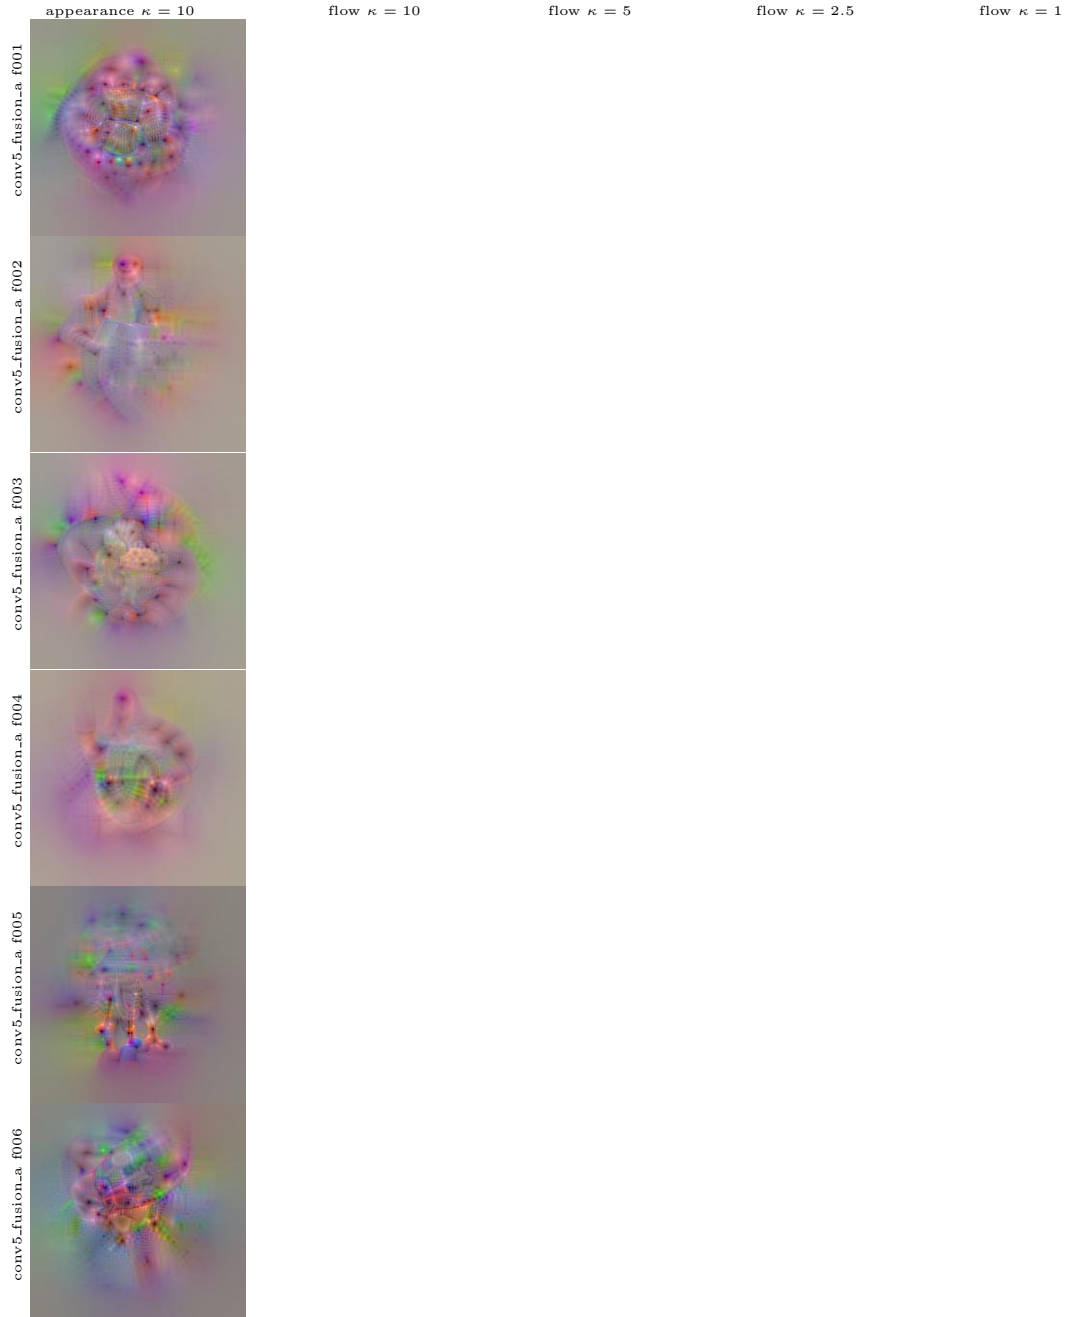 appearance κ = 10 flow κ = 10 flow κ = 5 flow κ = 2.5 flow κ = 1
conv5_fusion_a f001
conv5_fusion_a f002
conv5_fusion_a f003
conv5_fusion_a f004
conv5_fusion_a f005
conv5_fusion_a f006